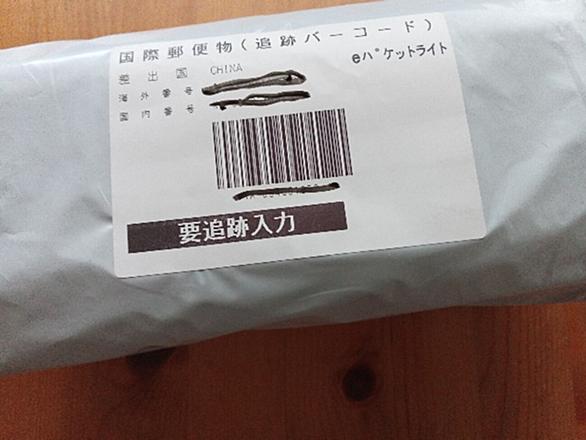 国際郵便物(追跡バーコード)
eパケットライト
差出国 CHINA
海外番号
国内番号
要追跡入力